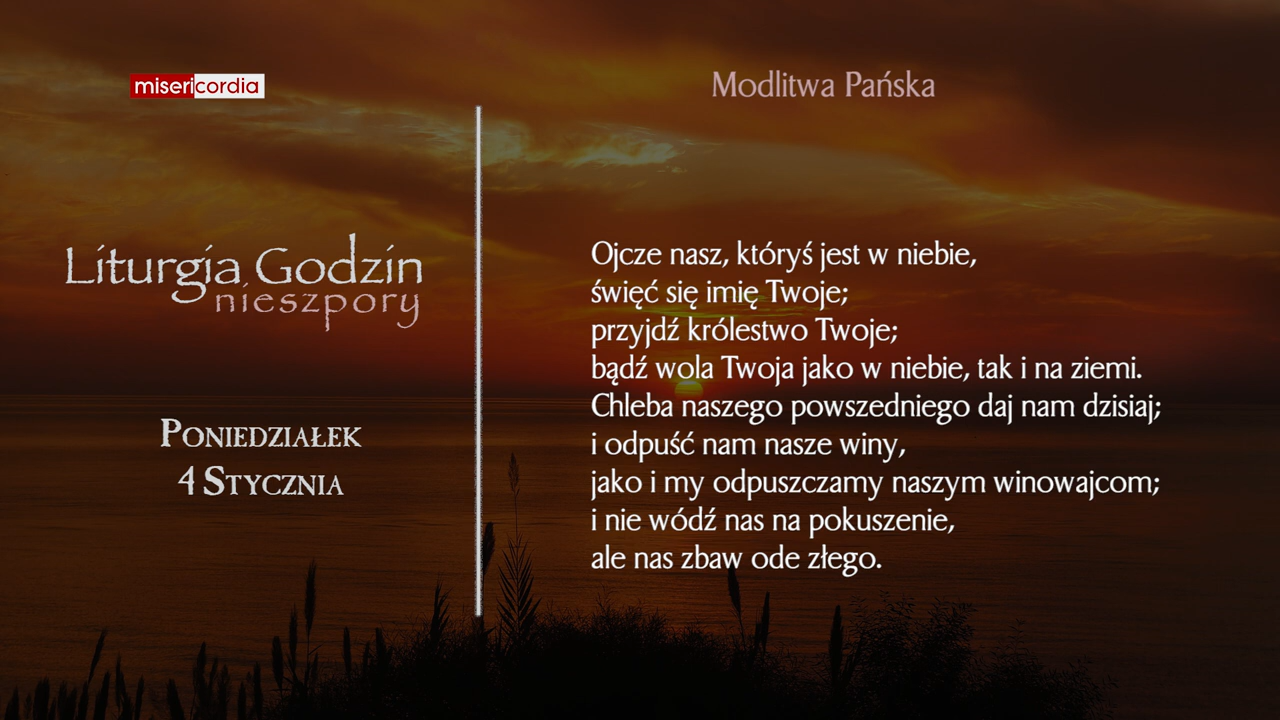 misericordia
Liturgia Godzin
nieszpory
Poniedziałek
4 Stycznia
Modlitwa Pańska
Ojcze nasz, któryś jest w niebie,
święć się imię Twoje;
przyjdź królestwo Twoje;
bądź wola Twoja jako w niebie, tak i na ziemi.
Chleba naszego powszedniego daj nam dzisiaj;
i odpuść nam nasze winy,
jako i my odpuszczamy naszym winowajcom;
i nie wódź nas na pokuszenie,
ale nas zbaw ode złego.